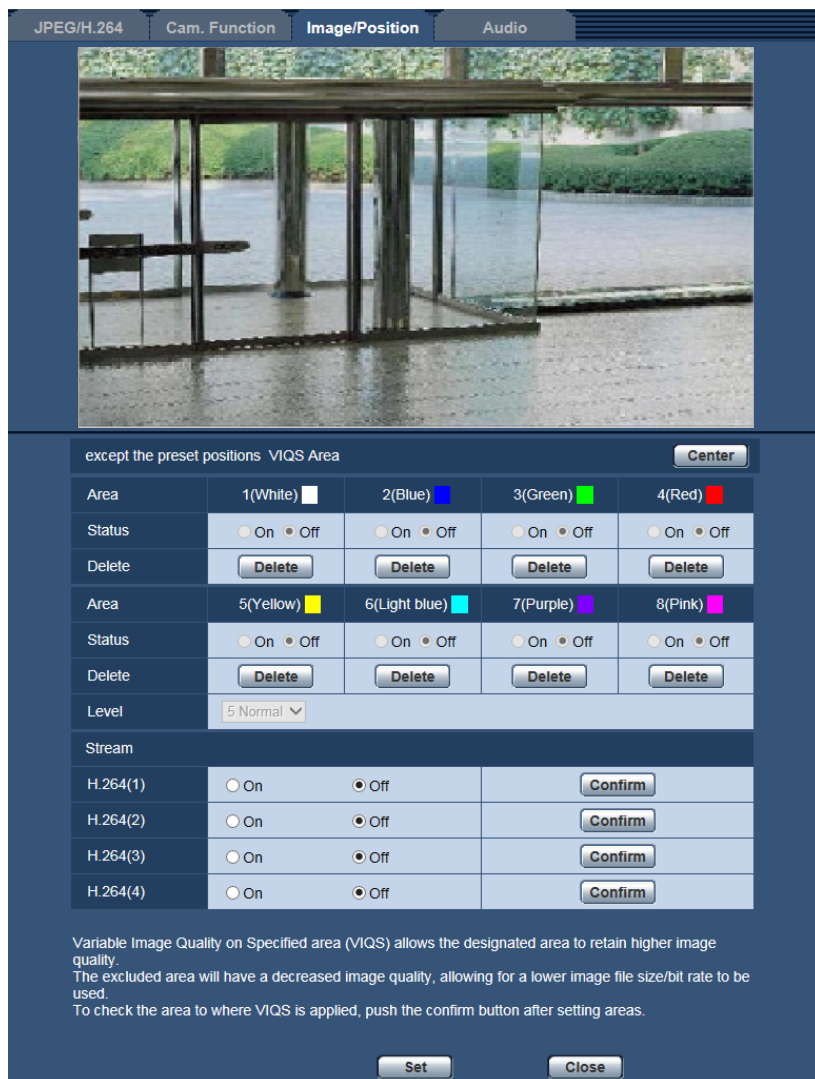 JPEG/H.264 Cam. Function Image/Position Audio
except the preset positions VIQS Area Center
Area 1(White) 2(Blue) 3(Green) 4(Red)
Status On Off On Off On Off On Off
Delete Delete Delete Delete Delete
Area 5(Yellow) 6(Light blue) 7(Purple) 8(Pink)
Status On Off On Off On Off On Off
Delete Delete Delete Delete Delete
Level 5 Normal
Stream
H.264(1) On Off Confirm
H.264(2) On Off Confirm
H.264(3) On Off Confirm
H.264(4) On Off Confirm
Variable Image Quality on Specified area (VIQS) allows the designated area to retain higher image
quality.
The excluded area will have a decreased image quality, allowing for a lower image file size/bit rate to be
used.
To check the area to where VIQS is applied, push the confirm button after setting areas.
Set Close